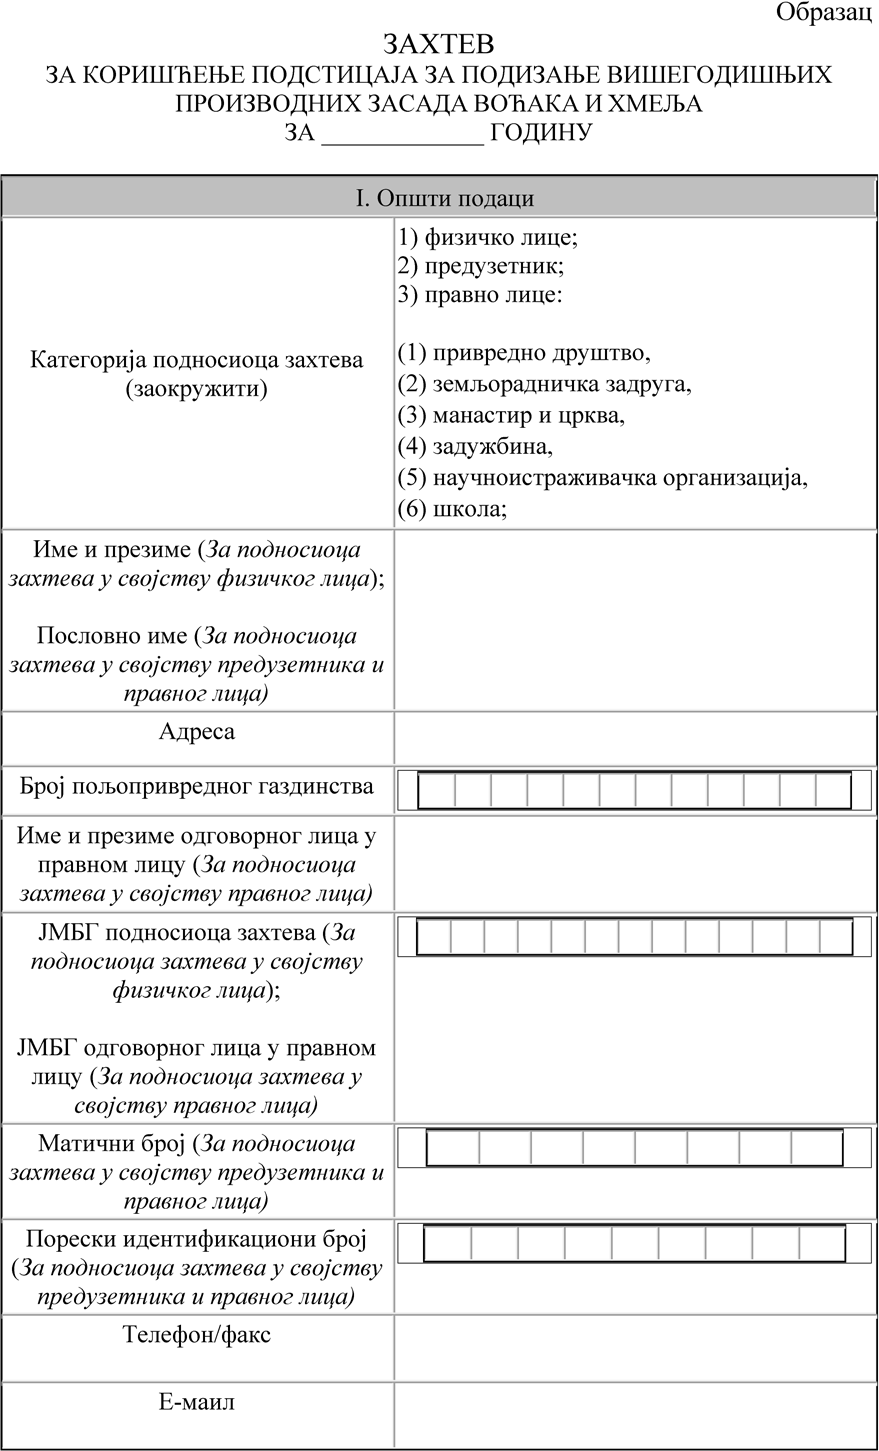 Образац
ЗАХТЕВ
ЗА КОРИШЋЕЊЕ ПОДСТИЦАЈА ЗА ПОДИЗАЊЕ ВИШЕГОДИШЊИХ
ПРОИЗВОДНИХ ЗАСАДА ВОЋАКА И ХМЕЉА
ЗА _____________ ГОДИНУ
I. Општи подаци
Категорија подносиоца захтева
(заокружити)
1) физичко лице;
2) предузетник;
3) правно лице:
(1) привредно друштво,
(2) земљорадничка задруга,
(3) манастир и црква,
(4) задужбина,
(5) научноистраживачка организација,
(6) школа;
Име и презиме (За подносиоца
захтева у својству физичког лица);
Пословно име (За подносиоца
захтева у својству предузетника и
правног лица)
Адреса
Број пољопривредног газдинства
Име и презиме одговорног лица у
правном лицу (За подносиоца
захтева у својству правног лица)
ЈМБГ подносиоца захтева (За
подносиоца захтева у својству
физичког лица);
ЈМБГ одговорног лица у правном
лицу (За подносиоца захтева у
својству правног лица)
Матични број (За подносиоца
захтева у својству предузетника и
правног лица)
Порески идентификациони број
(За подносиоца захтева у својству
предузетника и правног лица)
Телефон/факс
Е-маил